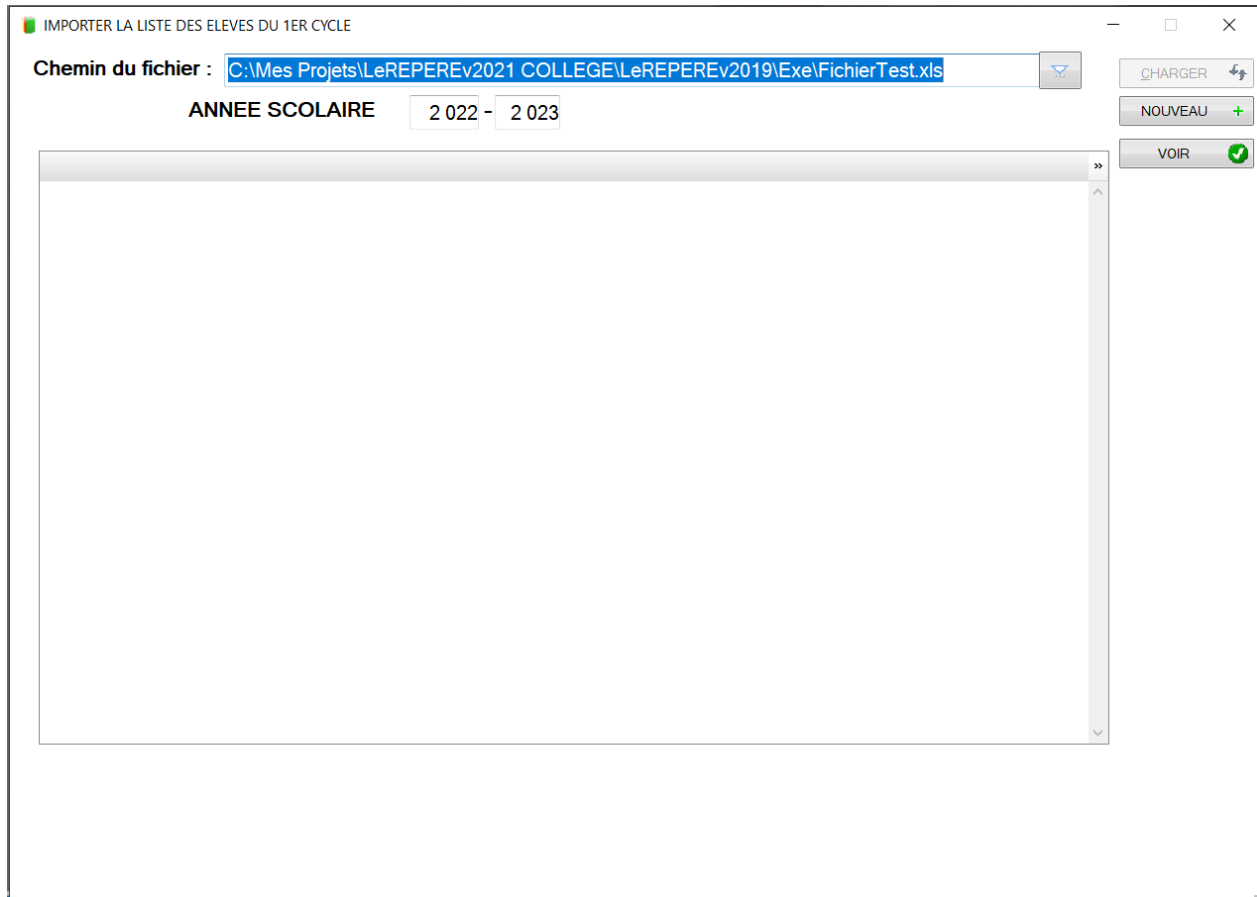 IMPORTER LA LISTE DES ELEVES DU 1ER CYCLE
Chemin du fichier : C:\Mes Projets\LeREPEREv2021 COLLEGE\LeREPEREv2019\Exe\FichierTest.xls
CHARGER
ANNEE SCOLAIRE 2 022 - 2 023
NOUVEAU
VOIR